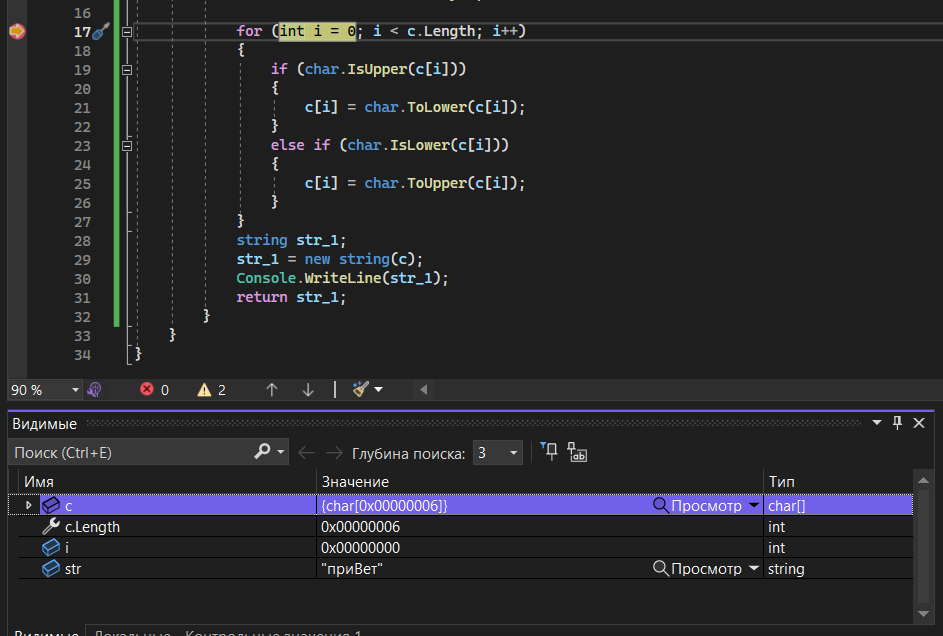 16
17 for (int i = 0; i < c.Length; i++)
18 {
19 if (char.IsUpper(c[i]))
20 {
21 c[i] = char.ToLower(c[i]);
22 }
23 else if (char.IsLower(c[i]))
24 {
25 c[i] = char.ToUpper(c[i]);
26 }
27 }
28 string str_1;
29 str_1 = new string(c);
30 Console.WriteLine(str_1);
31 return str_1;
32 }
33 }
34 }
90 % 0 2
Видимые
Поиск (Ctrl+E) Глубина поиска: 3
Имя Значение Тип
c {char[0x00000006]} Просмотр char[]
c.Length 0x00000006 int
i 0x00000000 int
str "приВет" Просмотр string
Видимые Локальные Контрольные значения 1